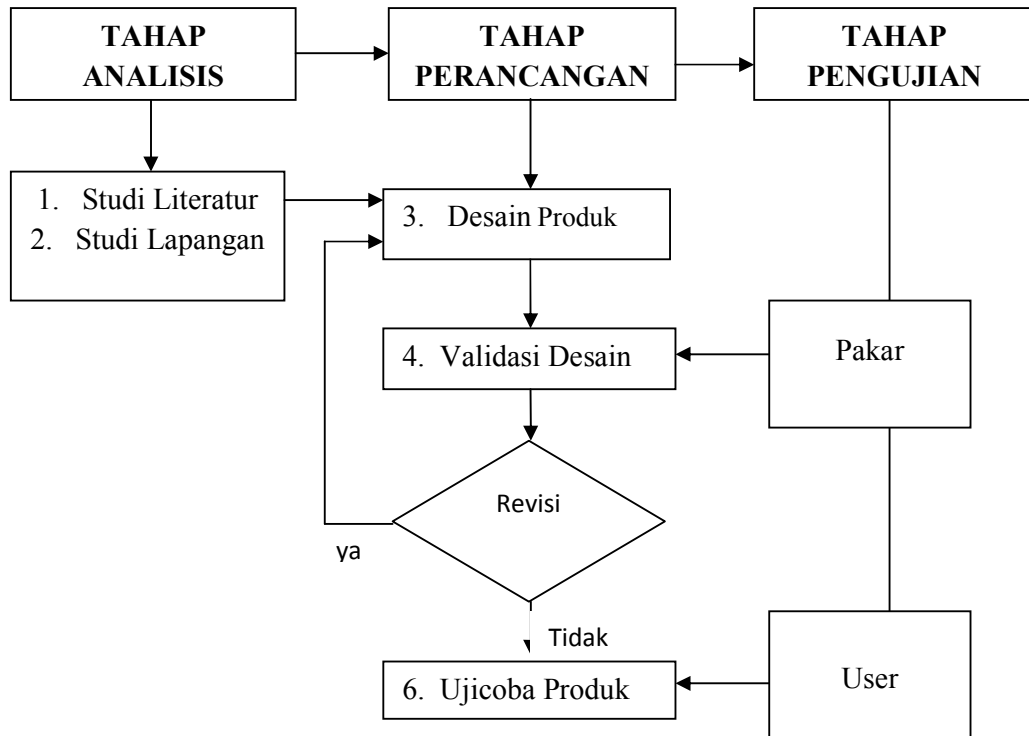 TAHAP
ANALISIS
TAHAP
PERANCANGAN
TAHAP
PENGUJIAN
1. Studi Literatur
2. Studi Lapangan
3. Desain Produk
4. Validasi Desain
Pakar
Revisi
ya
Tidak
6. Ujicoba Produk
User